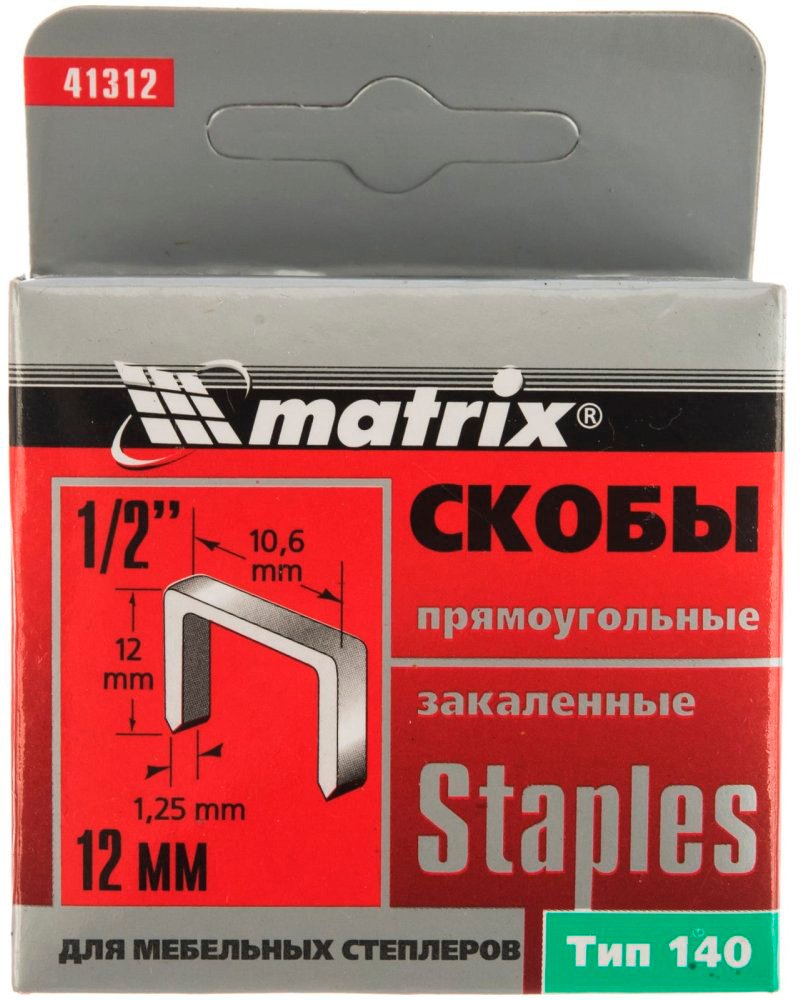 41312
matrix®
СКОБЫ
прямоугольные
закаленные
Staples
1/2”
10,6
mm
12
mm
1,25 mm
12 мм
ДЛЯ МЕБЕЛЬНЫХ СТЕПЛЕРОВ
Тип 140